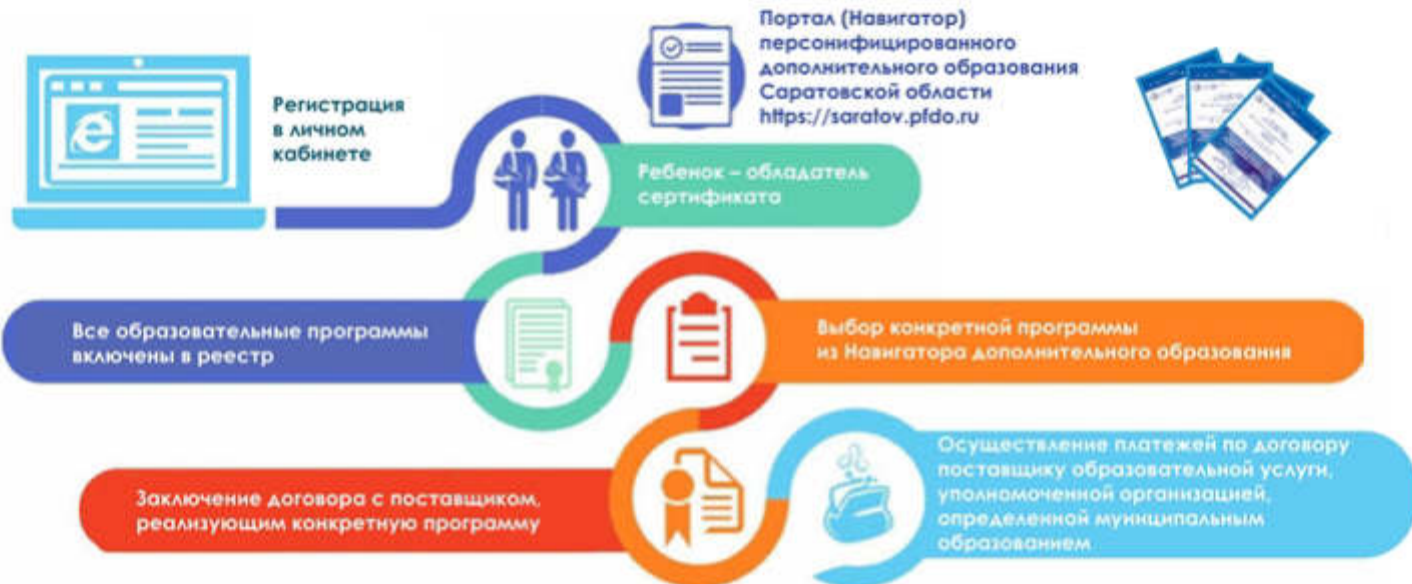 Портал (Навигатор)
персонифицированного
дополнительного образования
Саратовской области
https://saratov.pfdo.ru
Регистрация
в личном
кабинете
Ребенок – обладатель
сертификата
Все образовательные программы
включены в реестр
Выбор конкретной программы
из Навигатора дополнительного образования
Заключение договора с поставщиком,
реализующим конкретную программу
Осуществление платежей по договору
поставщику образовательной услуги,
уполномоченной организацией,
определенной муниципальным
образованием